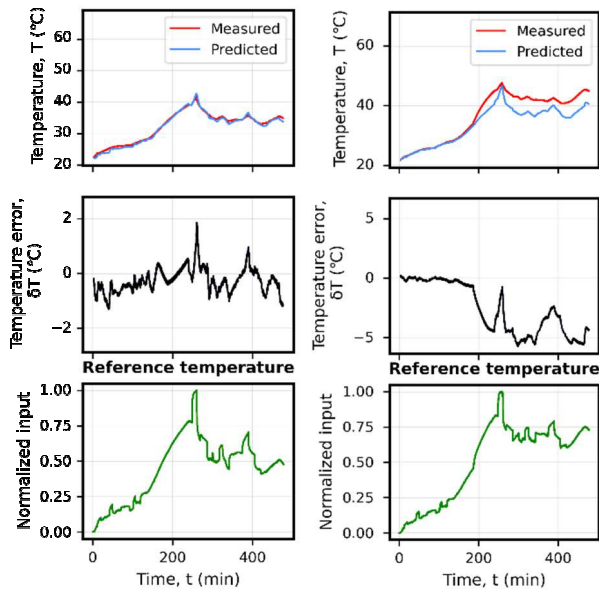 Temperature, T (°C)
60
50
40
30
20
Measured
Predicted
Temperature, T (°C)
60
40
20
Measured
Predicted
Temperature error,
δT (°C)
2
0
−2
Temperature error,
δT (°C)
5
0
−5
Reference temperature
Reference temperature
Normalized input
1.00
0.75
0.50
0.25
0.00
0
200
400
Time, t (min)
Normalized input
1.00
0.75
0.50
0.25
0.00
0
200
400
Time, t (min)